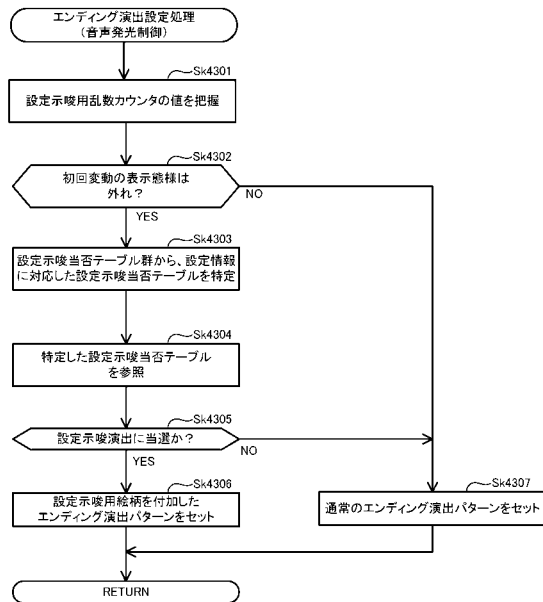 エンディング演出設定処理
(音声発光制御)
Sk4301
設定示唆用乱数カウンタの値を把握
Sk4302
初回変動の表示態様は
外れ？
NO
YES
Sk4303
設定示唆当否テーブル群から、設定情報
に対応した設定示唆当否テーブルを特定
Sk4304
特定した設定示唆当否テーブル
を参照
Sk4305
設定示唆演出に当選か？
NO
YES
Sk4306
設定示唆用絵柄を付加した
エンディング演出パターンをセット
Sk4307
通常のエンディング演出パターンをセット
RETURN